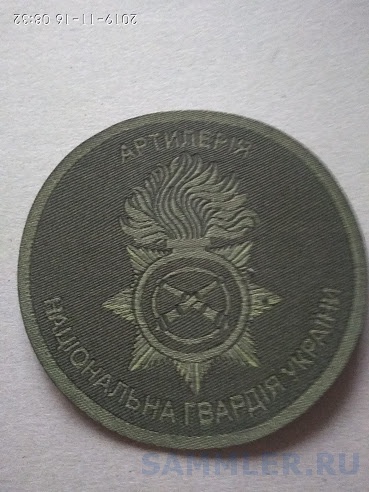 2019-11-16 08:32
АРТИЛЕРІЯ
НАЦІОНАЛЬНА ГВАРДІЯ УКРАЇНИ
SAMMLER.RU